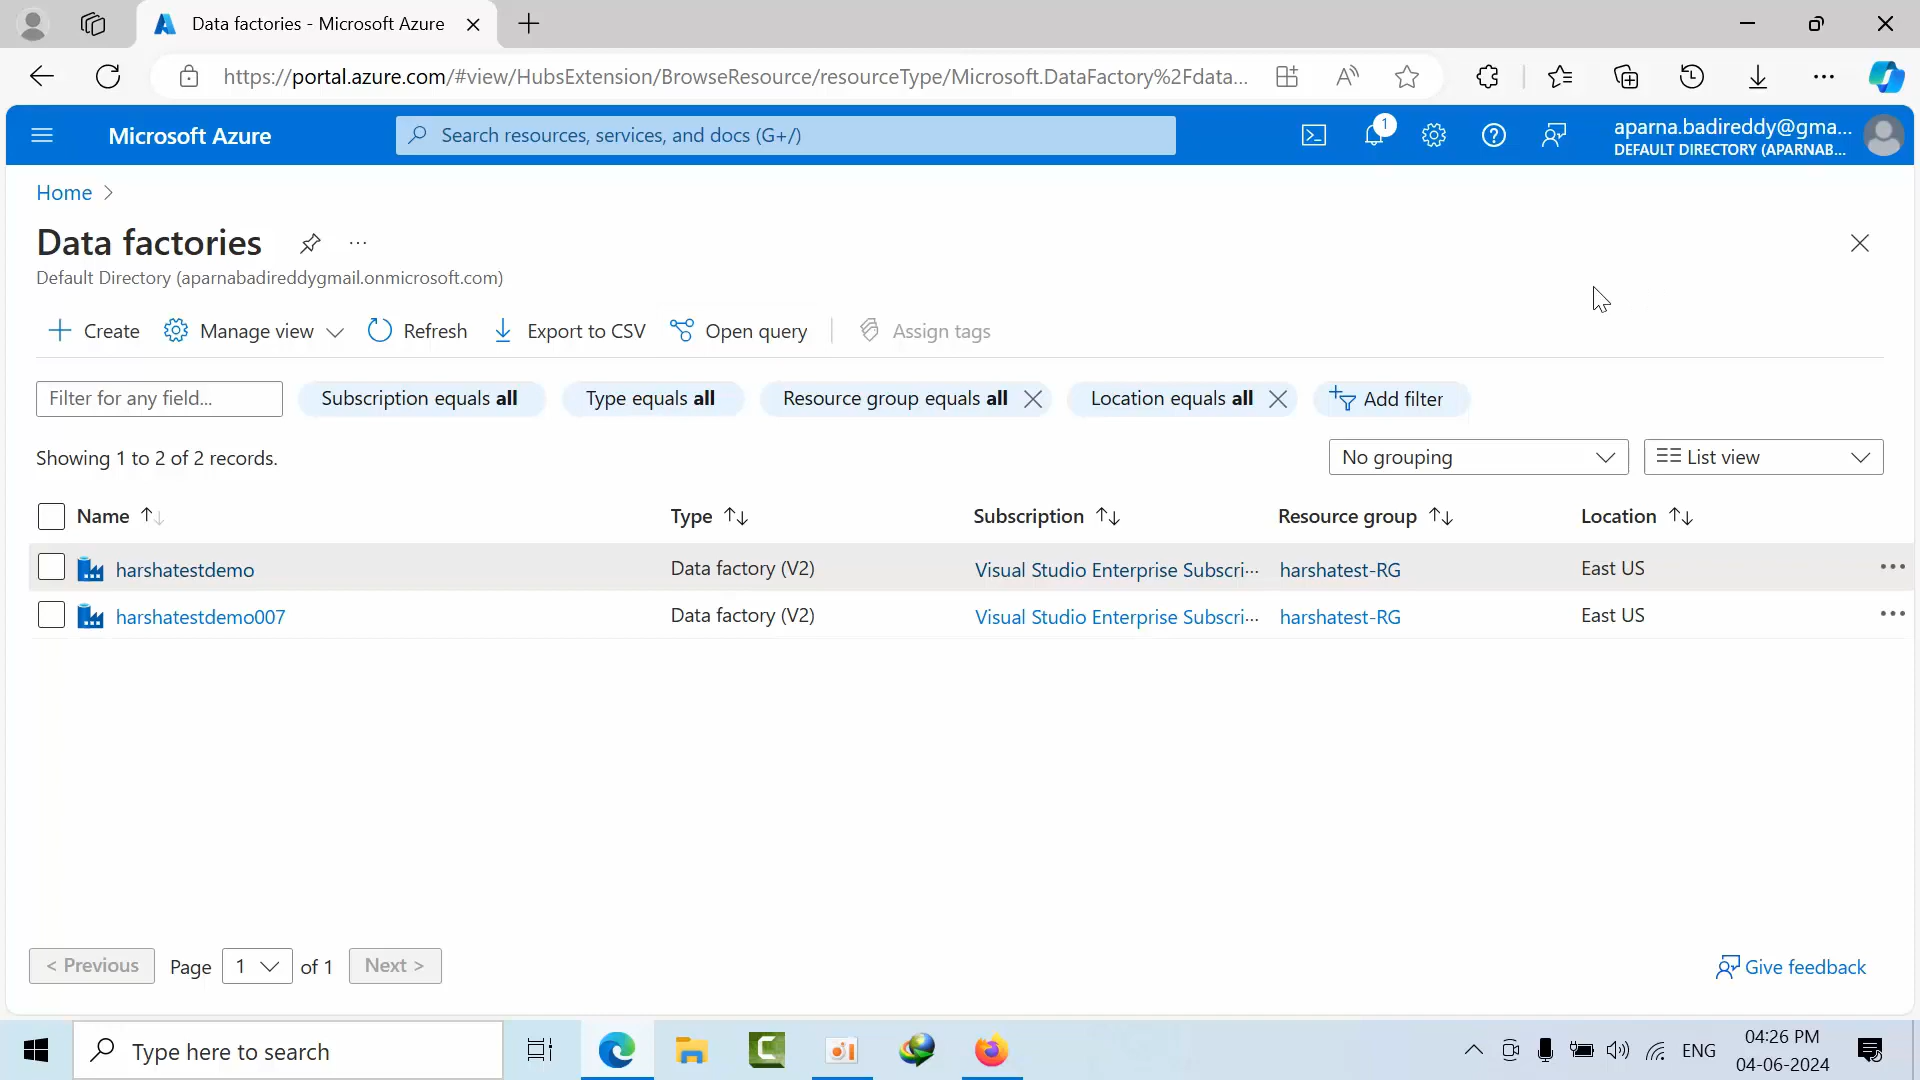 Data factories - Microsoft Azure
https://portal.azure.com/#view/HubsExtension/BrowseResource/resourceType/Microsoft.DataFactory%2Fdata...
Microsoft Azure
Search resources, services, and docs (G+/)
1
aparna.badireddy@gma...
DEFAULT DIRECTORY (APARNAB...
Home
Data factories
Default Directory (aparnabadireddygmail.onmicrosoft.com)
Create Manage view Refresh Export to CSV Open query Assign tags
Filter for any field... Subscription equals all Type equals all Resource group equals all Location equals all Add filter
Showing 1 to 2 of 2 records. No grouping List view
Name Type Subscription Resource group Location
harshatestdemo Data factory (V2) Visual Studio Enterprise Subscri... harshatest-RG East US
harshatestdemo007 Data factory (V2) Visual Studio Enterprise Subscri... harshatest-RG East US
< Previous Page 1 of 1 Next > Give feedback
Type here to search
ENG
04:26 PM
04-06-2024